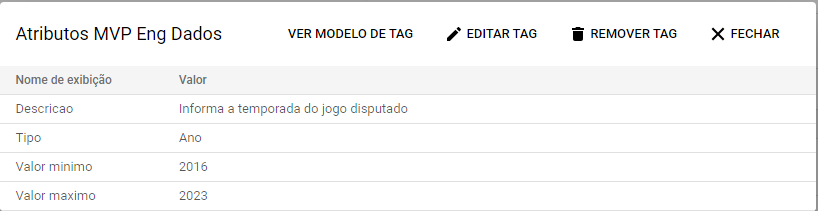 Atributos MVP Eng Dados VER MODELO DE TAG EDITAR TAG REMOVER TAG FECHAR
Nome de exibição Valor
Descricao Informa a temporada do jogo disputado
Tipo Ano
Valor minimo 2016
Valor maximo 2023